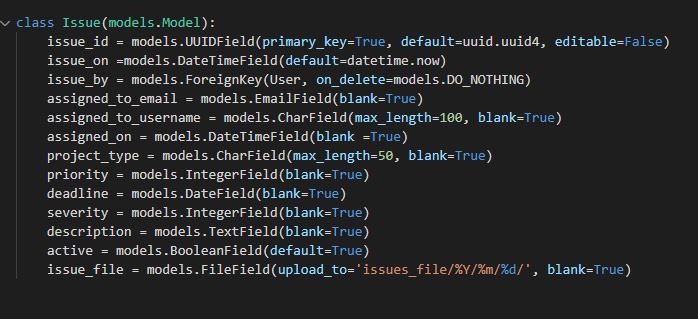 class Issue(models.Model):
    issue_id = models.UUIDField(primary_key=True, default=uuid.uuid4, editable=False)
    issue_on =models.DateTimeField(default=datetime.now)
    issue_by = models.ForeignKey(User, on_delete=models.DO_NOTHING)
    assigned_to_email = models.EmailField(blank=True)
    assigned_to_username = models.CharField(max_length=100, blank=True)
    assigned_on = models.DateTimeField(blank =True)
    project_type = models.CharField(max_length=50, blank=True)
    priority = models.IntegerField(blank=True)
    deadline = models.DateField(blank=True)
    severity = models.IntegerField(blank=True)
    description = models.TextField(blank=True)
    active = models.BooleanField(default=True)
    issue_file = models.FileField(upload_to='issues_file/%Y/%m/%d/', blank=True)